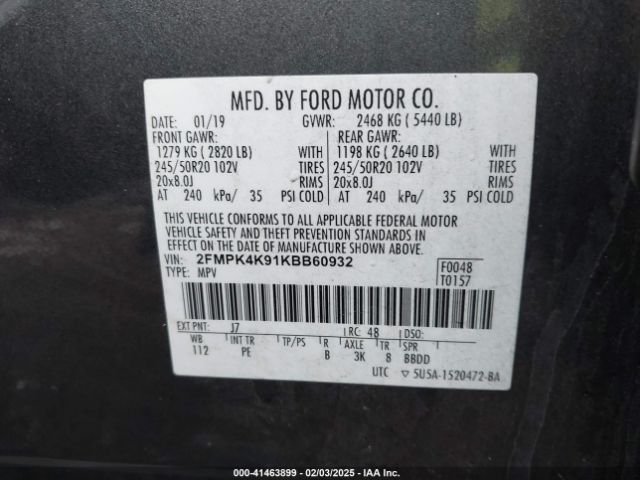 MFD. BY FORD MOTOR CO.
DATE: 01/19 GVWR: 2468 KG ( 5440 LB)
FRONT GAWR: REAR GAWR:
1279 KG ( 2820 LB) WITH 1198 KG ( 2640 LB) WITH
245/50R20 102V TIRES 245/50R20 102V TIRES
20x8.0J RIMS 20x8.0J RIMS
AT 240 kPa/ 35 PSI COLD AT 240 kPa/ 35 PSI COLD
THIS VEHICLE CONFORMS TO ALL APPLICABLE FEDERAL MOTOR
VEHICLE SAFETY AND THEFT PREVENTION STANDARDS IN
EFFECT ON THE DATE OF MANUFACTURE SHOWN ABOVE.
VIN: 2FMPK4K91KBB60932 F0048
TYPE: MPV T0157
EXT PNT: J7 RC: 48 DSO:
WB INT TR TP/PS R AXLE TR SPR
112 PE B 3K 8 BBDD
UTC ▽ 5U5A-1520472-BA
000-41463899 - 02/03/2025 - IAA Inc.